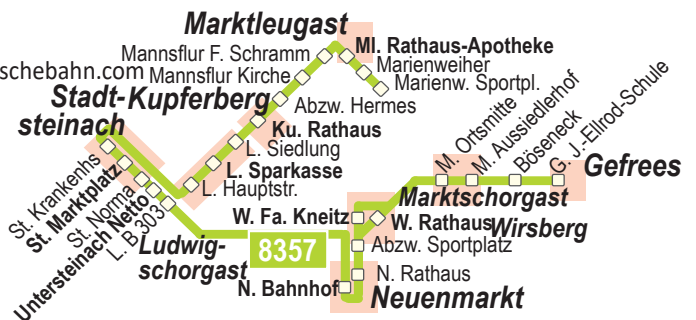 Marktleugast
Mannsflur F. Schramm
Ml. Rathaus-Apotheke
schebahn.com
Mannsflur Kirche
Marienweiher
Marienw. Sportpl.
Stadt-
steinach
Kupferberg
Abzw. Hermes
Ku. Rathaus
L. Siedlung
L. Sparkasse
L. Hauptstr.
St. Krankenhs
St. Marktplatz
St. Norma
Untersteinach Netto
L. B 303
Ludwig-
schorgast
8357
M. Ortsmitte
M. Aussiedlerhof
Böseneck
G. J.-Ellrod-Schule
Gefrees
Marktschorgast
W. Fa. Kneitz
W. Rathaus
Wirsberg
Abzw. Sportplatz
N. Rathaus
N. Bahnhof
Neuenmarkt